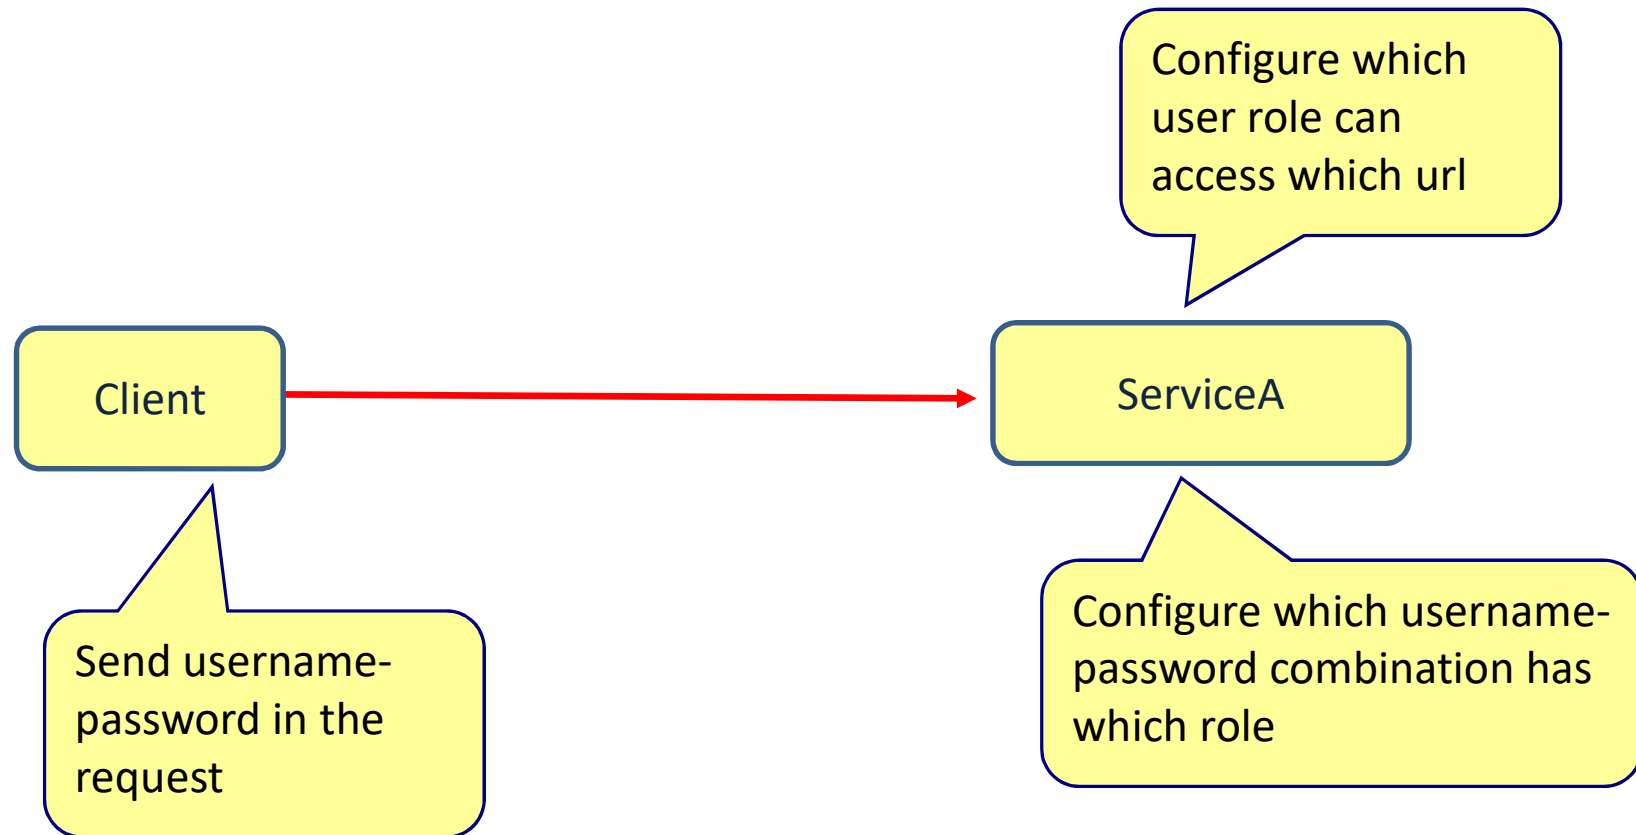 Configure which
user role can
access which url
Client
ServiceA
Send username-
password in the
request
Configure which username-
password combination has
which role